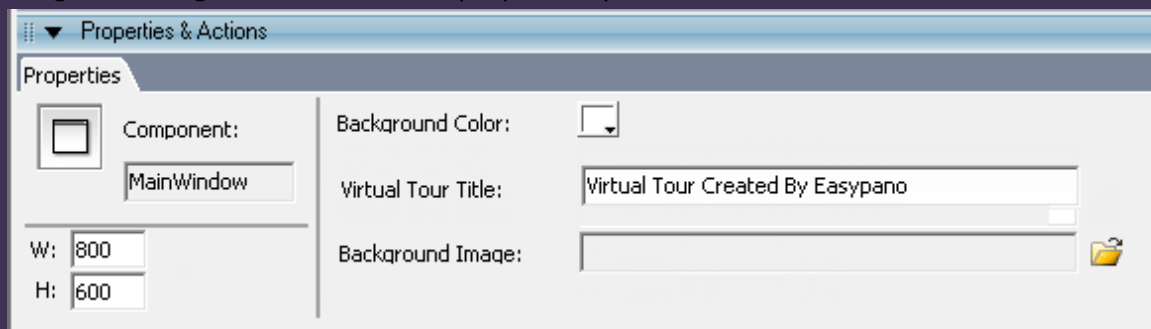 Properties & Actions
Properties
Component:
MainWindow
W: 800
H: 600
Background Color:
Virtual Tour Title: Virtual Tour Created By Easypano
Background Image: